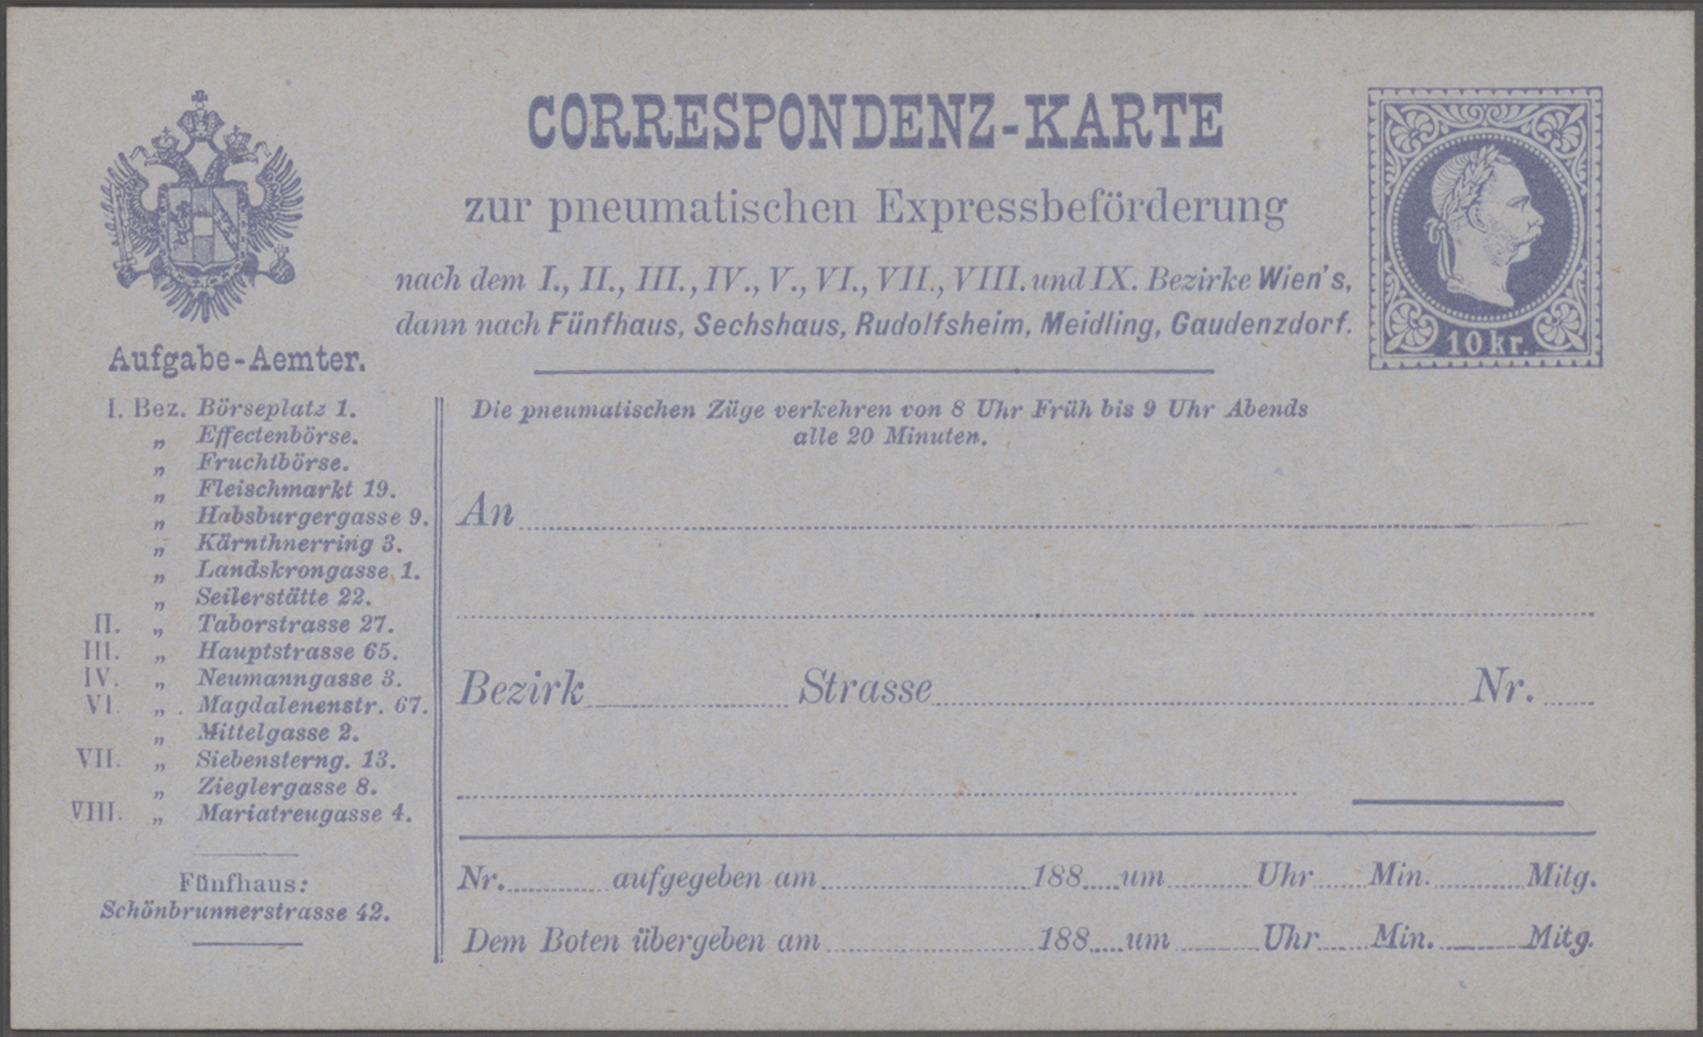 CORRESPONDENZ-KARTE
zur pneumatischen Expressbeförderung
nach dem I., II., III., IV., V., VI., VII., VIII. und IX. Bezirke Wien's,
dann nach Fünfhaus, Sechshaus, Rudolfsheim, Meidling, Gaudenzdorf.
10 kr.
Aufgabe-Aemter.
I. Bez. Börseplatz 1.
„ Effectenbörse.
„ Fruchtbörse.
„ Fleischmarkt 19.
„ Habsburgergasse 9.
„ Kärnthnerring 3.
„ Landskrongasse 1.
„ Seilerstätte 22.
II. „ Taborstrasse 27.
III. „ Hauptstrasse 65.
IV. „ Neumanngasse 3.
VI. „ Magdalenenstr. 67.
„ Mittelgasse 2.
VII. „ Siebensterng. 13.
„ Zieglergasse 8.
VIII. „ Mariatreugasse 4.
Fünfhaus:
Schönbrunnerstrasse 42.
Die pneumatischen Züge verkehren von 8 Uhr Früh bis 9 Uhr Abends
alle 20 Minuten.
An
Bezirk Strasse Nr.
Nr. aufgegeben am 188 um Uhr Min. Mitg.
Dem Boten übergeben am 188 um Uhr Min. Mitg.